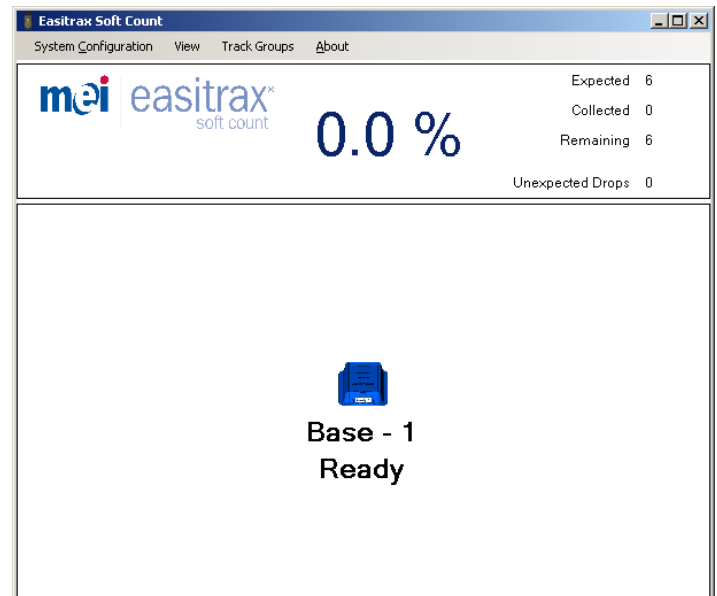 Easitrax Soft Count
System Configuration View Track Groups About
mei easitrax
soft count
0.0 %
Expected 6
Collected 0
Remaining 6
Unexpected Drops 0
Base - 1
Ready